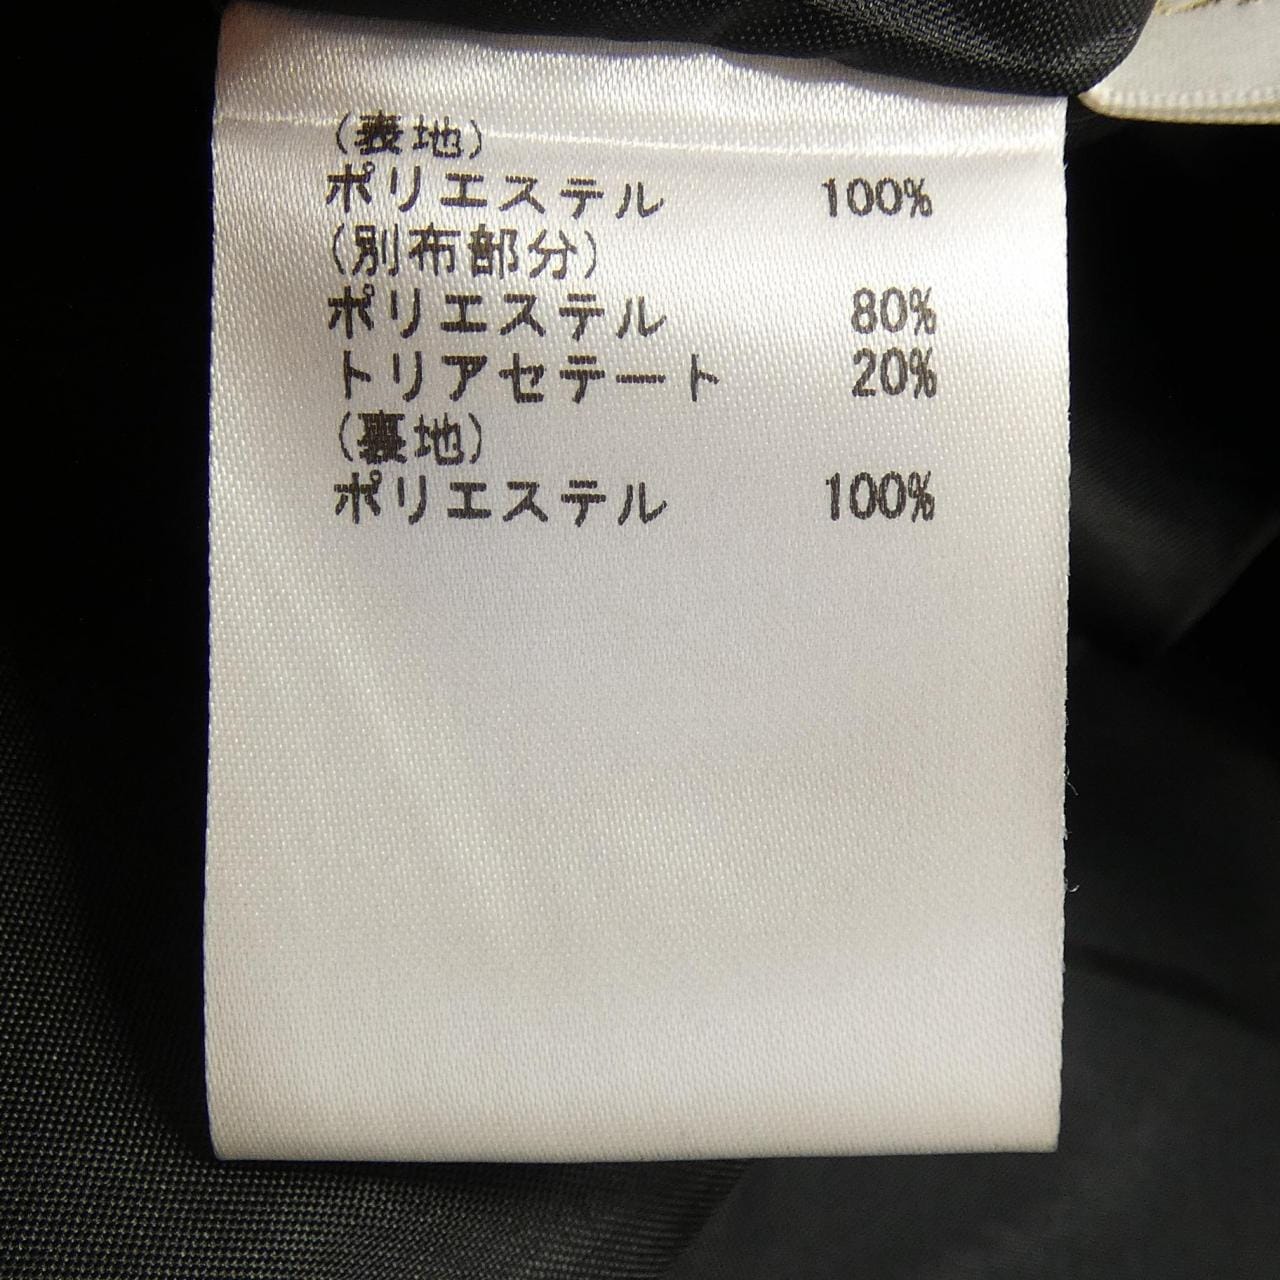 (表地)
ポリエステル 100%
(別布部分)
ポリエステル 80%
トリアセテート 20%
(裏地)
ポリエステル 100%